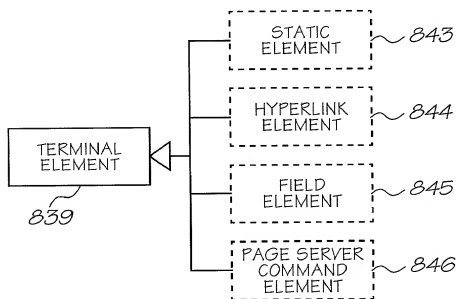 STATIC
ELEMENT
843
HYPERLINK
ELEMENT
844
TERMINAL
ELEMENT
839
FIELD
ELEMENT
845
PAGE SERVER
COMMAND
ELEMENT
846